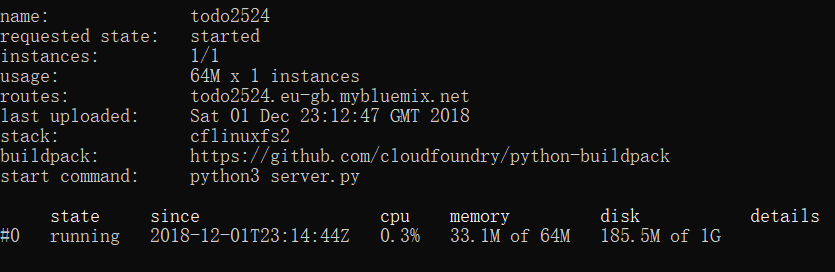 name: todo2524
requested state: started
instances: 1/1
usage: 64M x 1 instances
routes: todo2524.eu-gb.mybluemix.net
last uploaded: Sat 01 Dec 23:12:47 GMT 2018
stack: cflinuxfs2
buildpack: https://github.com/cloudfoundry/python-buildpack
start command: python3 server.py
state since cpu memory disk details
#0 running 2018-12-01T23:14:44Z 0.3% 33.1M of 64M 185.5M of 1G